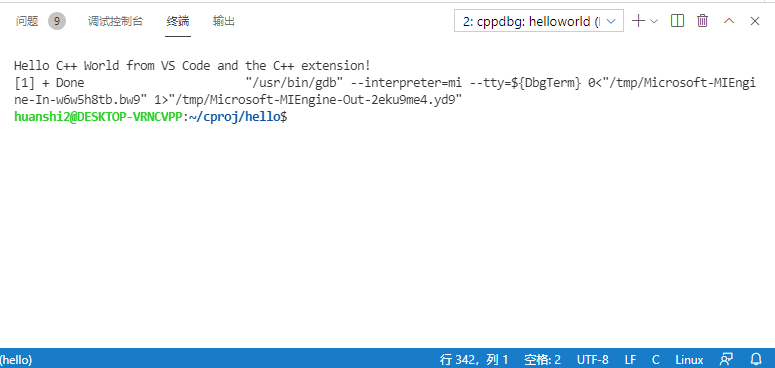 问题 9 调试控制台 终端 输出 2: cppdbg: helloworld (
Hello C++ World from VS Code and the C++ extension!
[1] + Done "/usr/bin/gdb" --interpreter=mi --tty=${DbgTerm} 0<"/tmp/Microsoft-MIEngi
ne-In-w6w5h8tb.bw9" 1>"/tmp/Microsoft-MIEngine-Out-2eku9me4.yd9"
huanshi2@DESKTOP-VRNCVPP:~/cproj/hello$
(hello) 行 342，列 1 空格: 2 UTF-8 LF C Linux